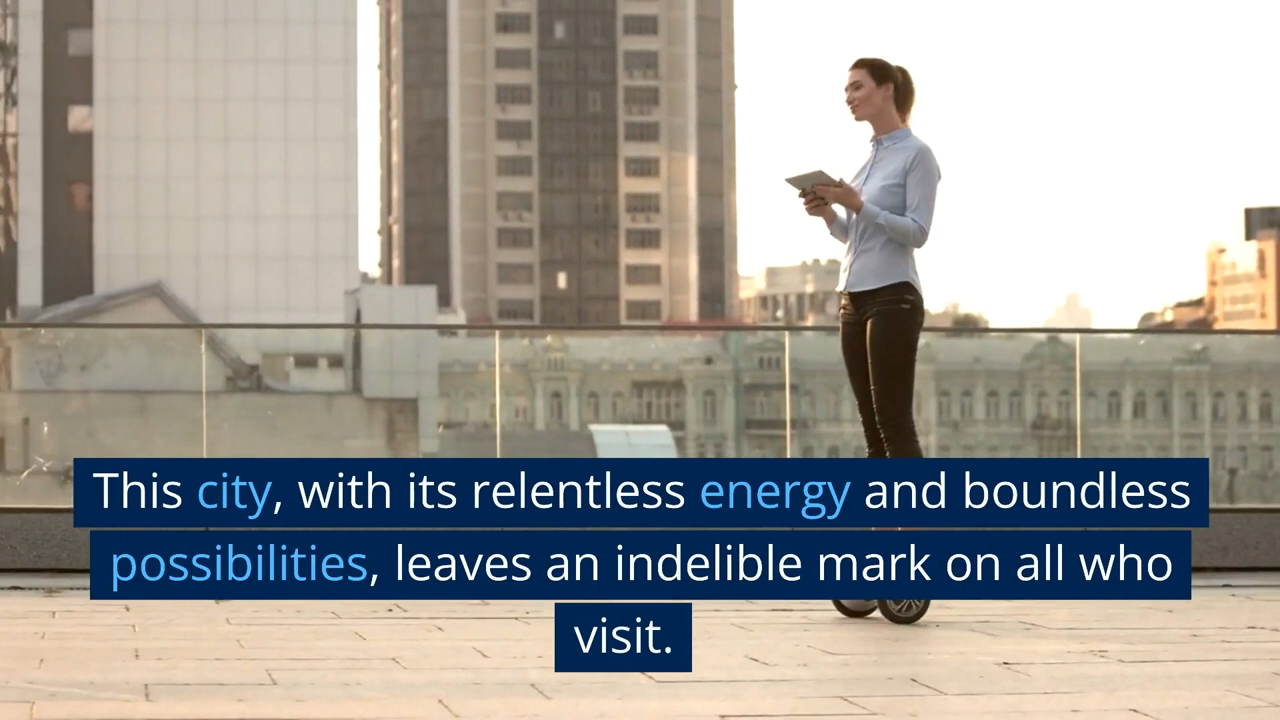 This city, with its relentless energy and boundless
possibilities, leaves an indelible mark on all who
visit.